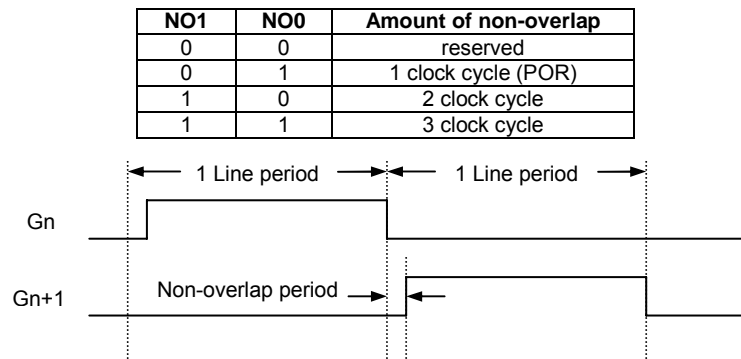 NO1 NO0 Amount of non-overlap
0 0 reserved
0 1 1 clock cycle (POR)
1 0 2 clock cycle
1 1 3 clock cycle
1 Line period 1 Line period
Gn
Non-overlap period
Gn+1